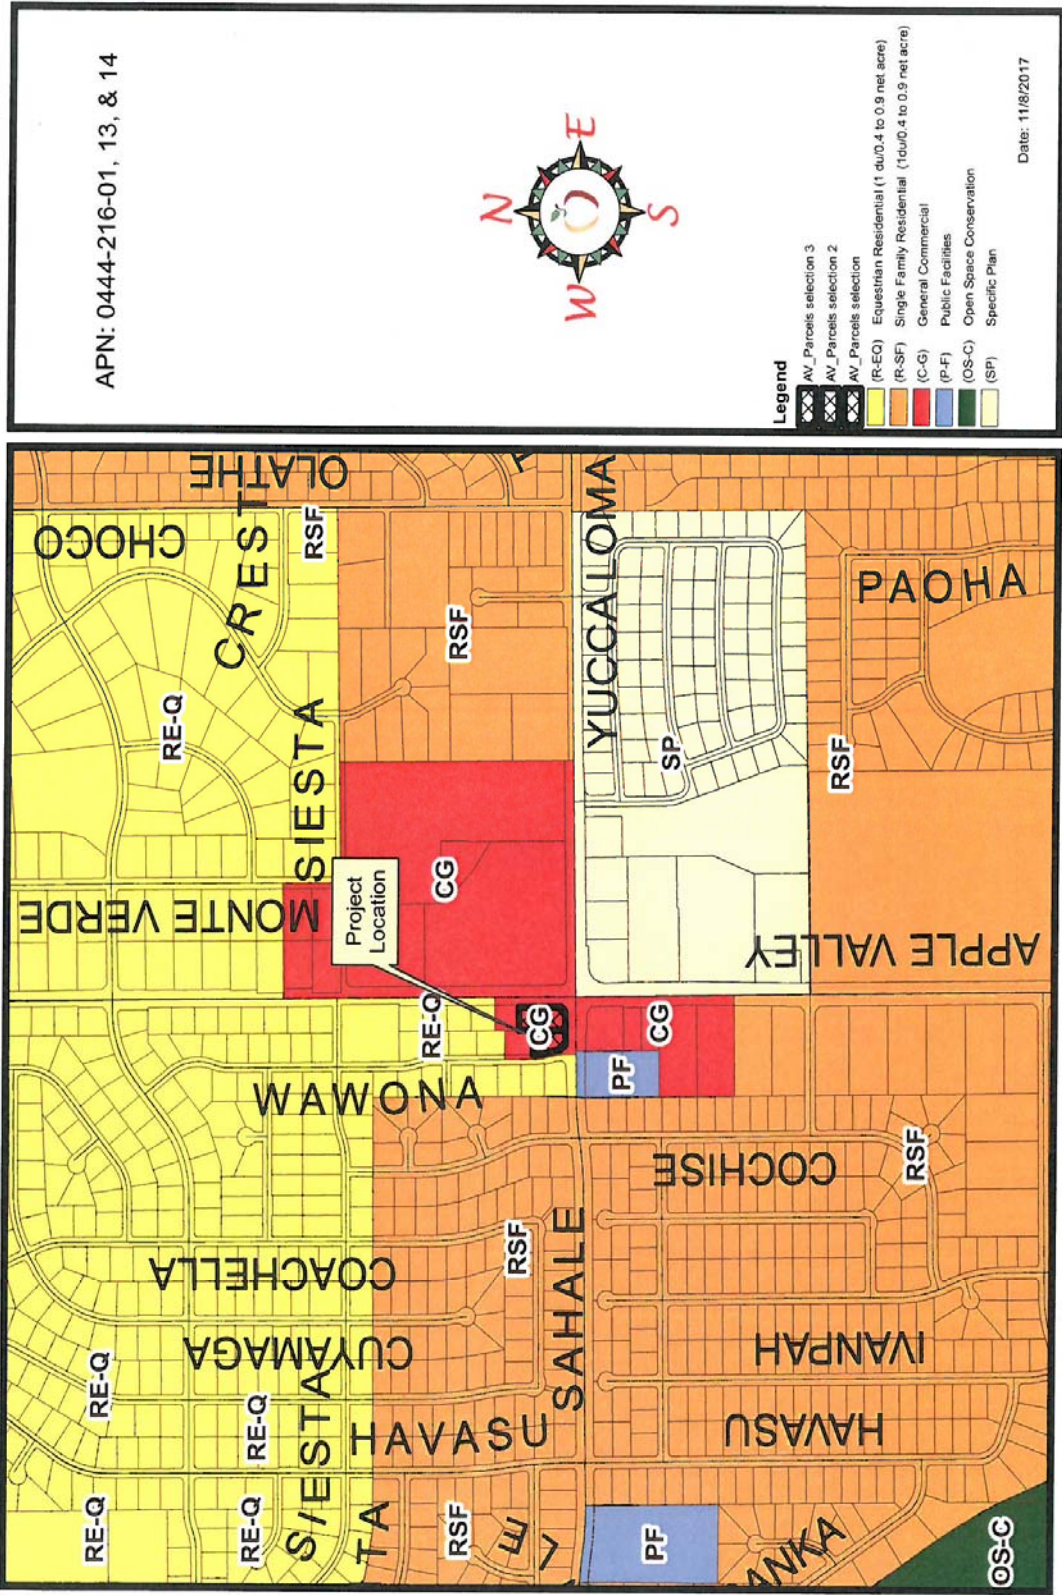 APN: 04444-216-01, 13, & 14
N
W
E
S
Legend
AV_Parcels selection 3
AV_Parcels selection 2
AV_Parcels selection
(R-EQ) Equestrian Residential (1 du/0.4 to 0.9 net acre)
(R-SF) Single Family Residential (1du/0.4 to 0.9 net acre)
(C-G) General Commercial
(P-F) Public Facilities
(OS-C) Open Space Conservation
(SP) Specific Plan
Date: 11/8/2017
OLATHE
CHOCO
CREST
RSF
RE-Q
RSF
SIESTA
YUCCALOMA
PAOHA
SP
RSF
MONTE VERDE
CG
Project
Location
APPLE VALLEY
RE-Q
CG
CG
WAWONA
PF
COCHISE
RSF
COACHELLA
RSF
SAHALE
CUYAMAGA
IVANPAH
RE-Q
RE-Q
SIESTA
HAVASU
HAVASU
RE-Q
RE-Q
TA
RSF
LE
PF
ANKA
OS-C